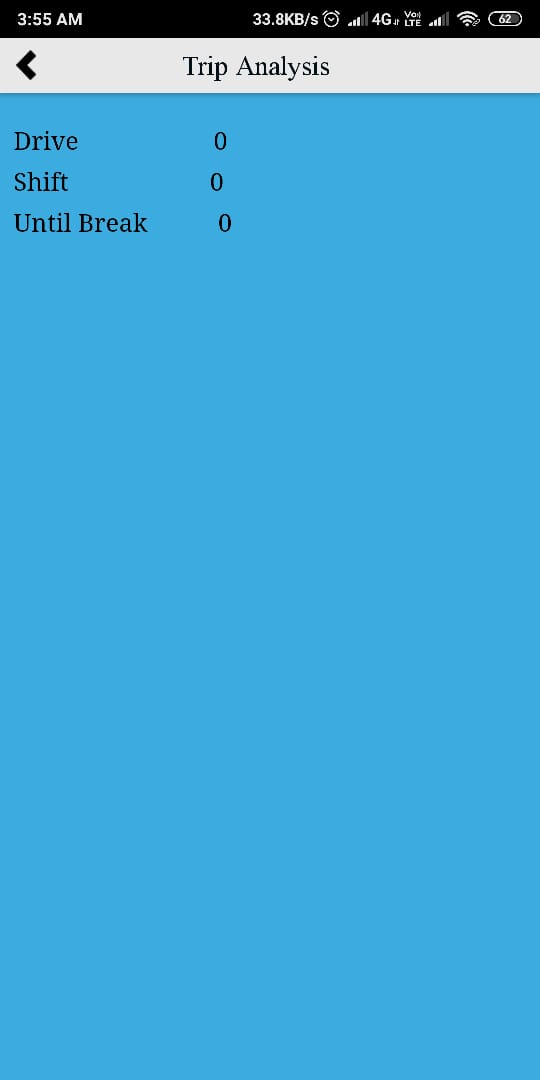 3:55 AM 33.8KB/s 4G Vo)) LTE 62
Trip Analysis
Drive 0
Shift 0
Until Break 0